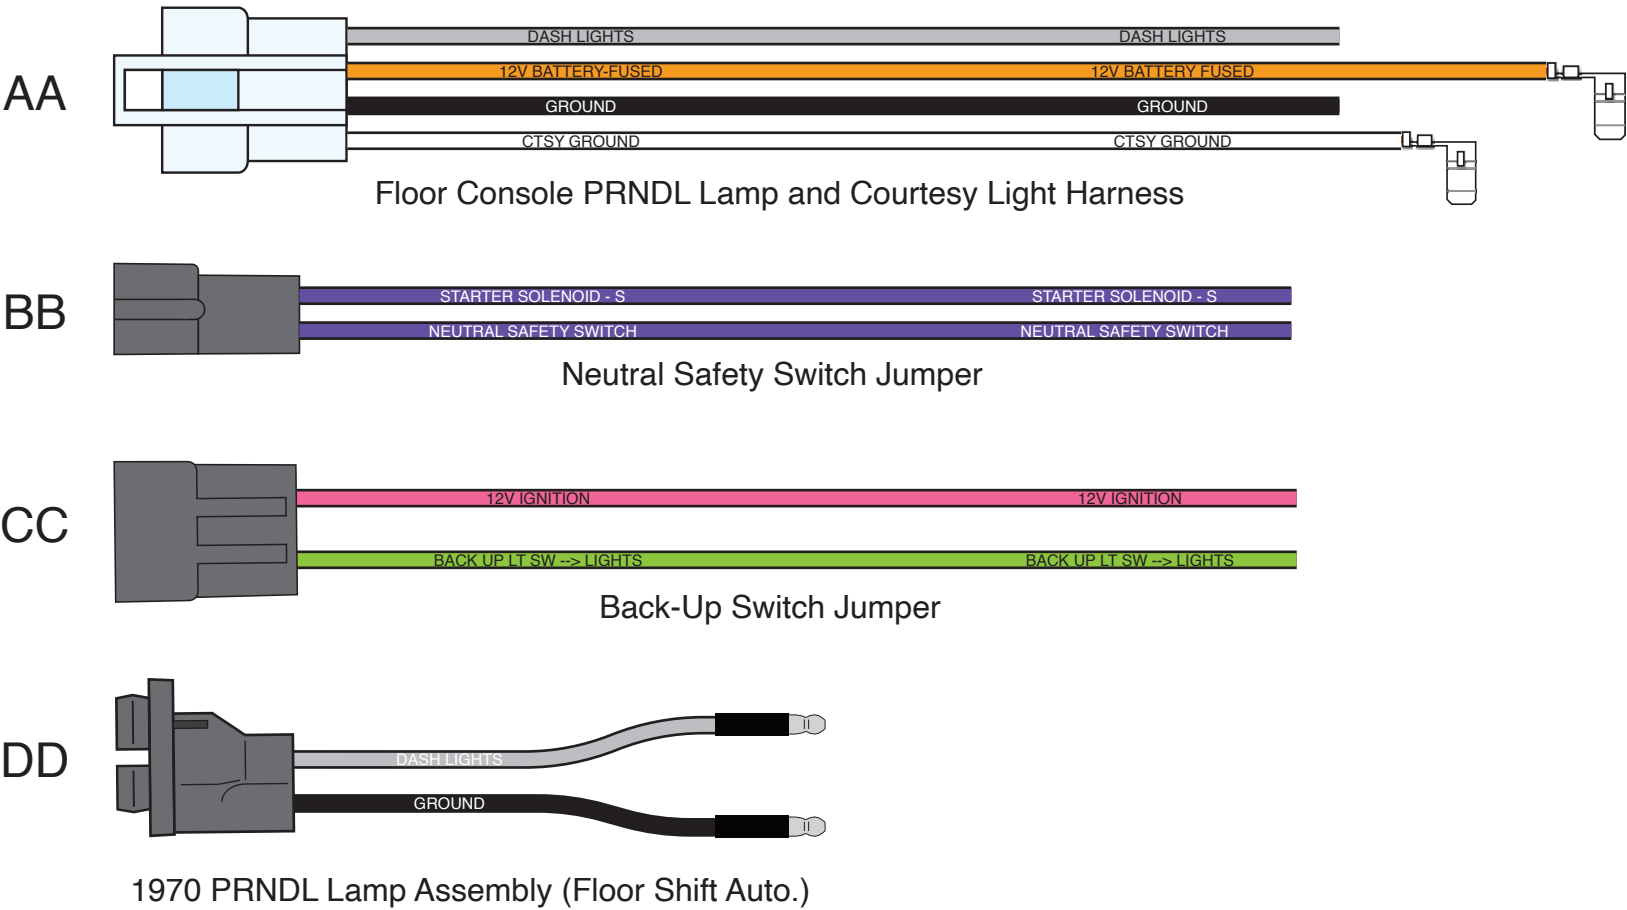 AA
DASH LIGHTS DASH LIGHTS
12V BATTERY-FUSED 12V BATTERY FUSED
GROUND GROUND
CTSY GROUND CTSY GROUND
Floor Console PRNDL Lamp and Courtesy Light Harness
BB
STARTER SOLENOID - S STARTER SOLENOID - S
NEUTRAL SAFETY SWITCH NEUTRAL SAFETY SWITCH
Neutral Safety Switch Jumper
CC
12V IGNITION 12V IGNITION
BACK UP LT SW --> LIGHTS BACK UP LT SW --> LIGHTS
Back-Up Switch Jumper
DD
DASH LIGHTS
GROUND
1970 PRNDL Lamp Assembly (Floor Shift Auto.)